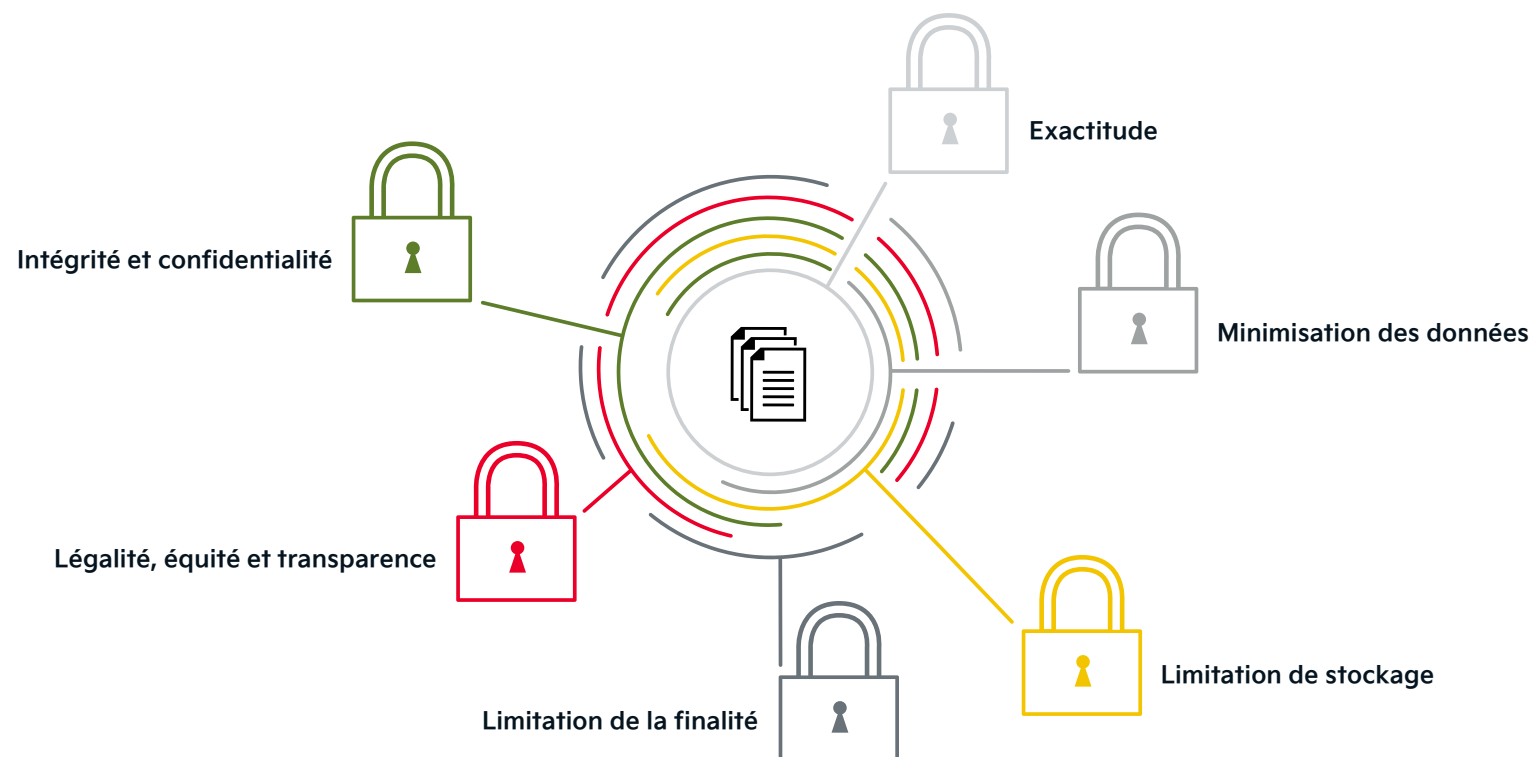 Exactitude
Intégrité et confidentialité
Minimisation des données
Légalité, équité et transparence
Limitation de stockage
Limitation de la finalité